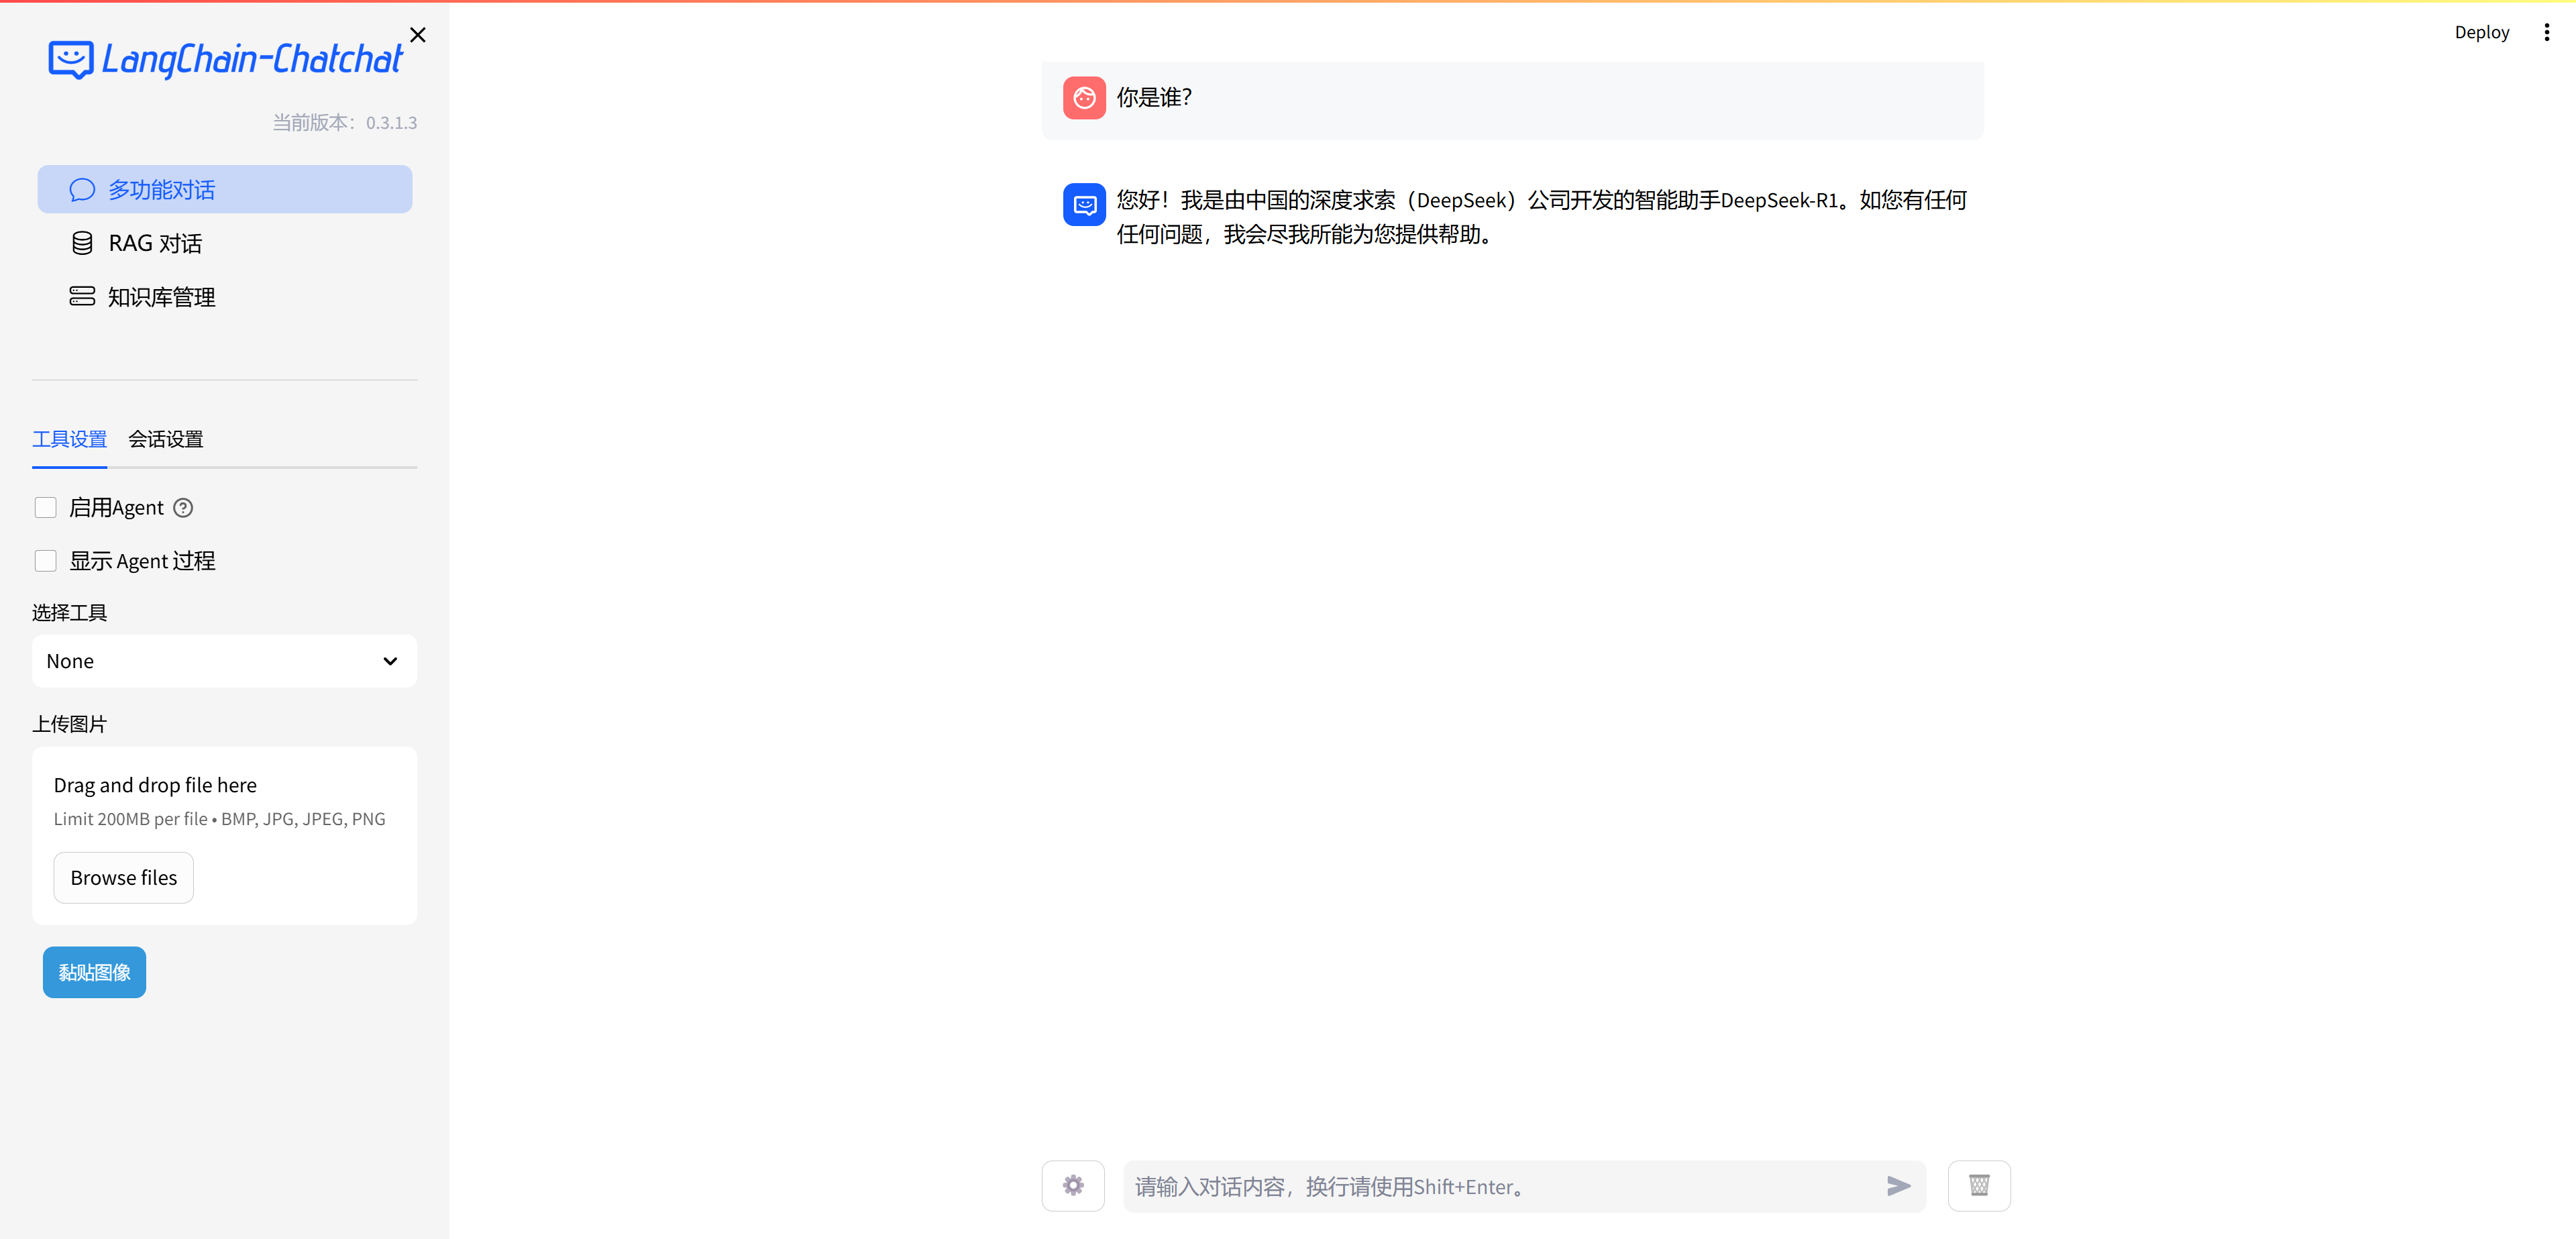 LangChain-Chatchat
当前版本：0.3.1.3
多功能对话
RAG 对话
知识库管理
工具设置 会话设置
启用Agent
显示 Agent 过程
选择工具
None
上传图片
Drag and drop file here
Limit 200MB per file • BMP, JPG, JPEG, PNG
Browse files
黏贴图像
Deploy
你是谁？
您好！我是由中国的深度求索（DeepSeek）公司开发的智能助手DeepSeek-R1。如您有任何
任何问题，我会尽我所能为您提供帮助。
请输入对话内容，换行请使用Shift+Enter。